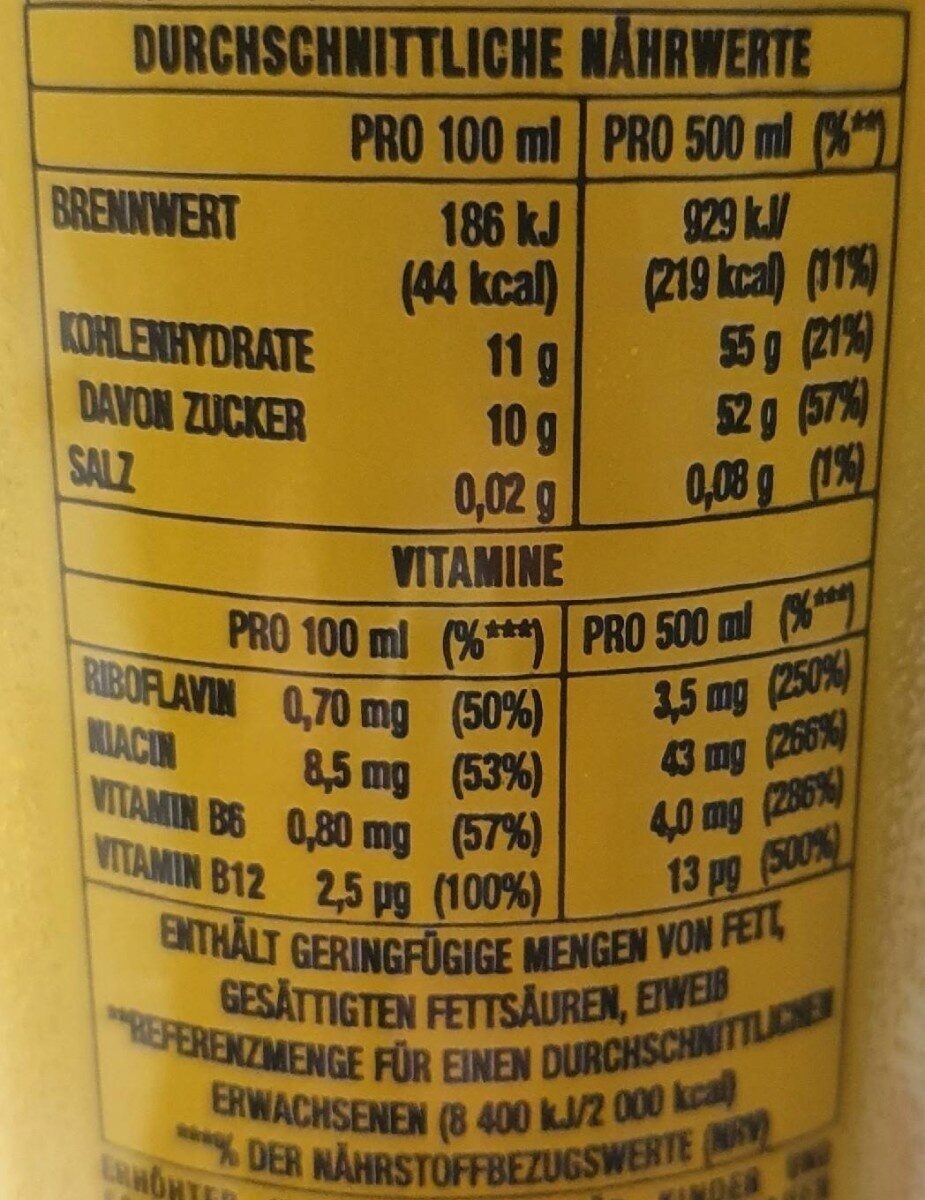 DURCHSCHNITTLICHE NÄHRWERTE
PRO 100 ml PRO 500 ml (%**)
BRENNWERT 186 kJ 929 kJ/
(44 kcal) (219 kcal) (11%)
KOHLENHYDRATE 11 g 55 g (21%)
DAVON ZUCKER 10 g 52 g (57%)
SALZ 0,02 g 0,08 g (1%)
VITAMINE
PRO 100 ml (%***) PRO 500 ml (%***)
RIBOFLAVIN 0,70 mg (50%) 3,5 mg (250%)
NIACIN 8,5 mg (53%) 43 mg (266%)
VITAMIN B6 0,80 mg (57%) 4,0 mg (286%)
VITAMIN B12 2,5 µg (100%) 13 µg (500%)
ENTHÄLT GERINGFÜGIGE MENGEN VON FETT,
GESÄTTIGTEN FETTSÄUREN, EIWEIß
**REFERENZMENGE FÜR EINEN DURCHSCHNITTLICHEN
ERWACHSENEN (8 400 kJ/2 000 kcal)
***% DER NÄHRSTOFFBEZUGSWERTE (NRV)
ERHÖHTER KINDER UND